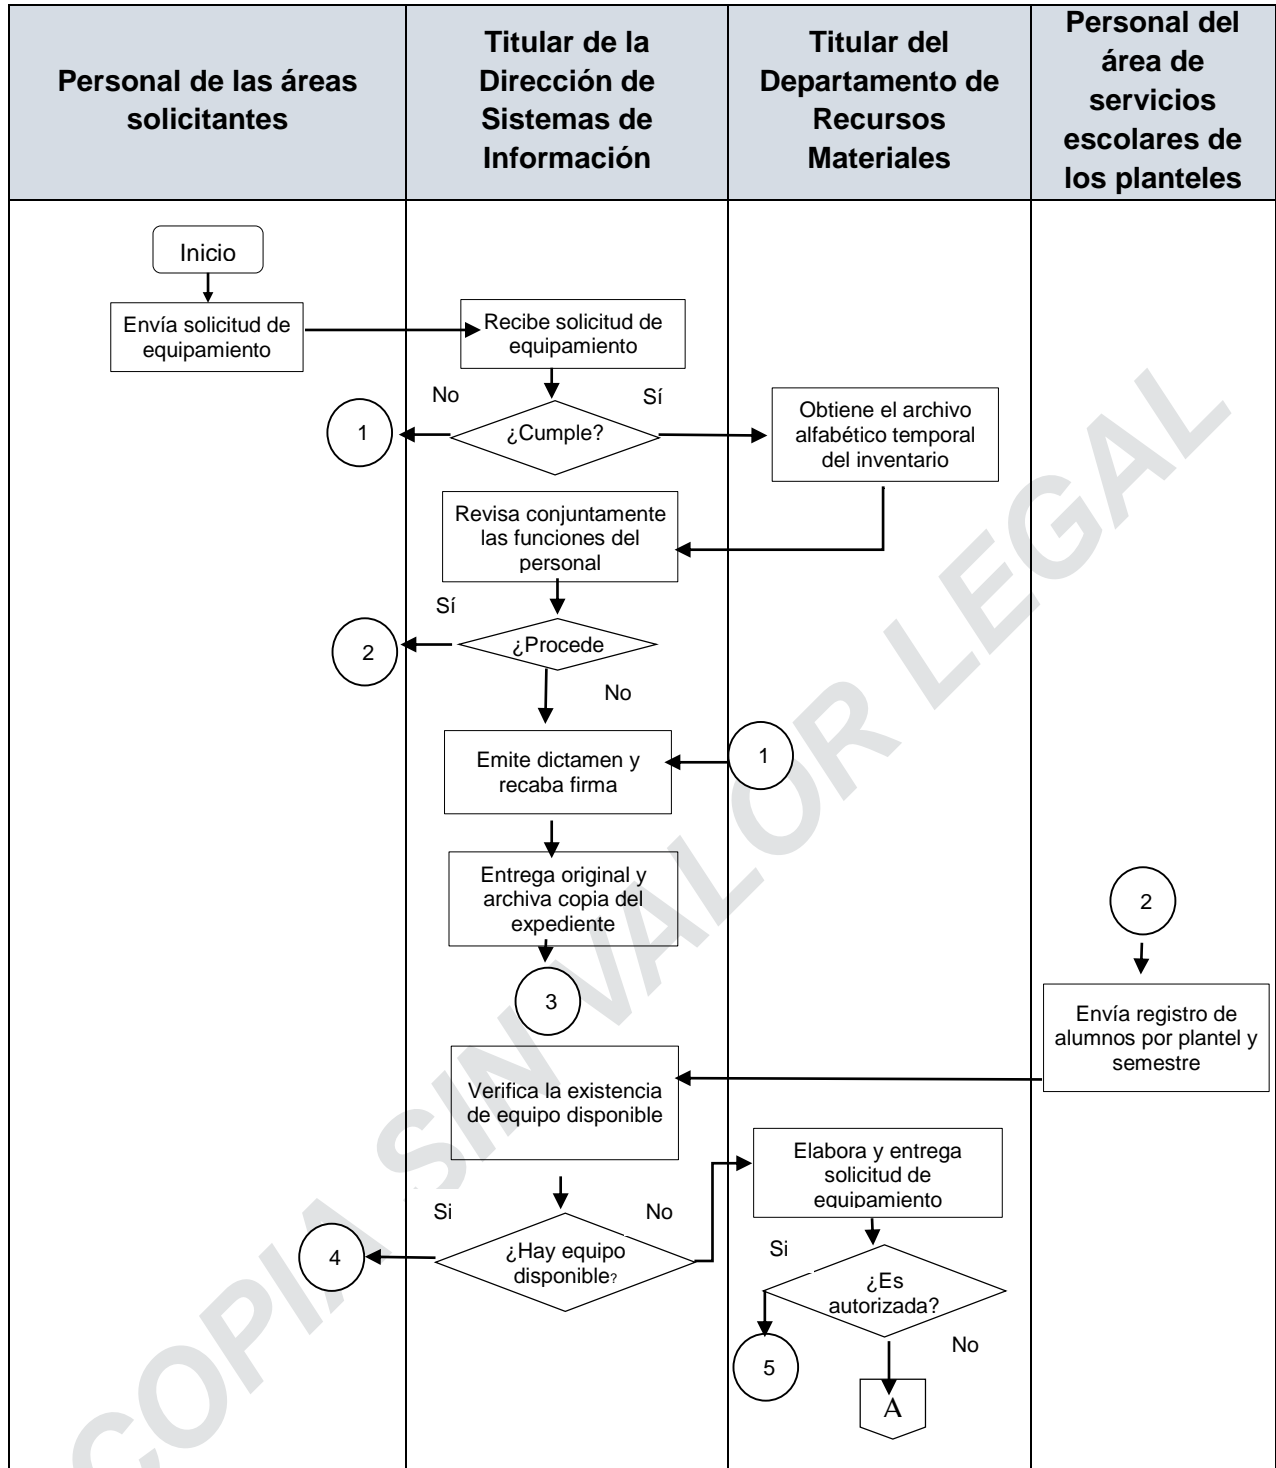 Personal de las áreas
solicitantes
Titular de la
Dirección de
Sistemas de
Información
Titular del
Departamento de
Recursos
Materiales
Personal del
área de
servicios
escolares de
los planteles
Inicio
Envía solicitud de
equipamiento
Recibe solicitud de
equipamiento
No
Sí
1
¿Cumple?
Obtiene el archivo
alfabético temporal
del inventario
Revisa conjuntamente
las funciones del
personal
Sí
2
¿Procede
No
Emite dictamen y
recaba firma
1
Entrega original y
archiva copia del
expediente
3
2
Envía registro de
alumnos por plantel y
semestre
Verifica la existencia
de equipo disponible
Elabora y entrega
solicitud de
equipamiento
Si
No
4
¿Hay equipo
disponible?
Si
¿Es
autorizada?
No
5
A
COPIA SIN VALOR LEGAL